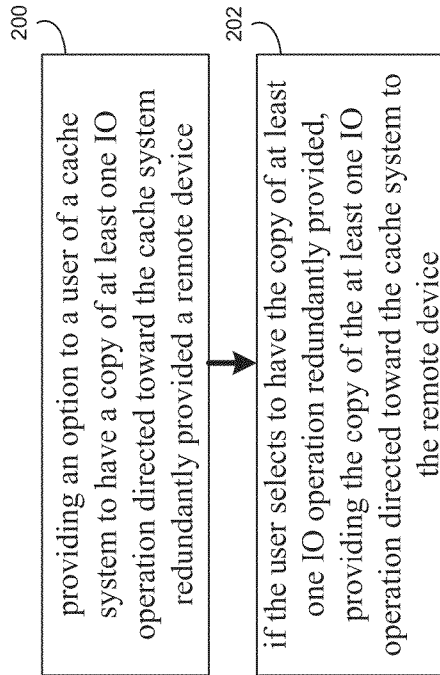 200
providing an option to a user of a cache
system to have a copy of at least one IO
operation directed toward the cache system
redundantly provided a remote device
202
if the user selects to have the copy of at least
one IO operation redundantly provided,
providing the copy of the at least one IO
operation directed toward the cache system to
the remote device